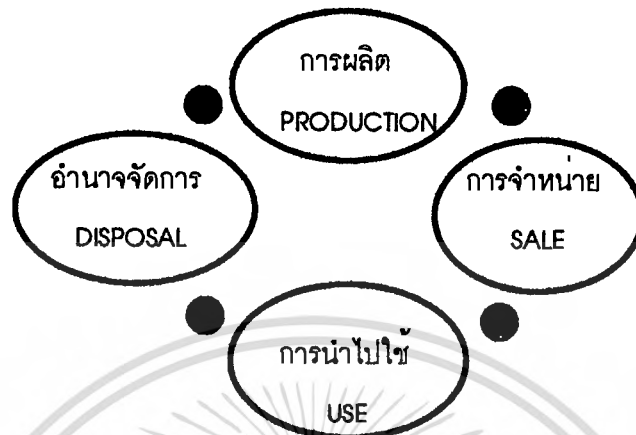 การผลิต
PRODUCTION
อำนาจจัดการ
DISPOSAL
การจำหน่าย
SALE
การนำไปใช้
USE